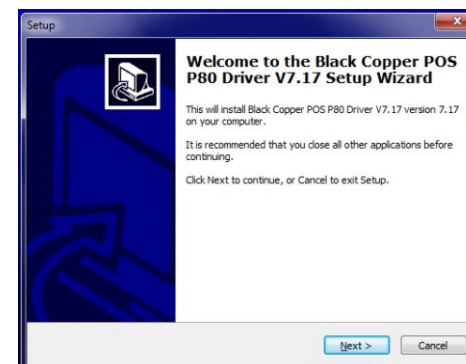 Setup
Welcome to the Black Copper POS
P80 Driver V7.17 Setup Wizard
This will install Black Copper POS P80 Driver V7.17 version 7.17
on your computer.
It is recommended that you close all other applications before
continuing.
Click Next to continue, or Cancel to exit Setup.
Next > Cancel